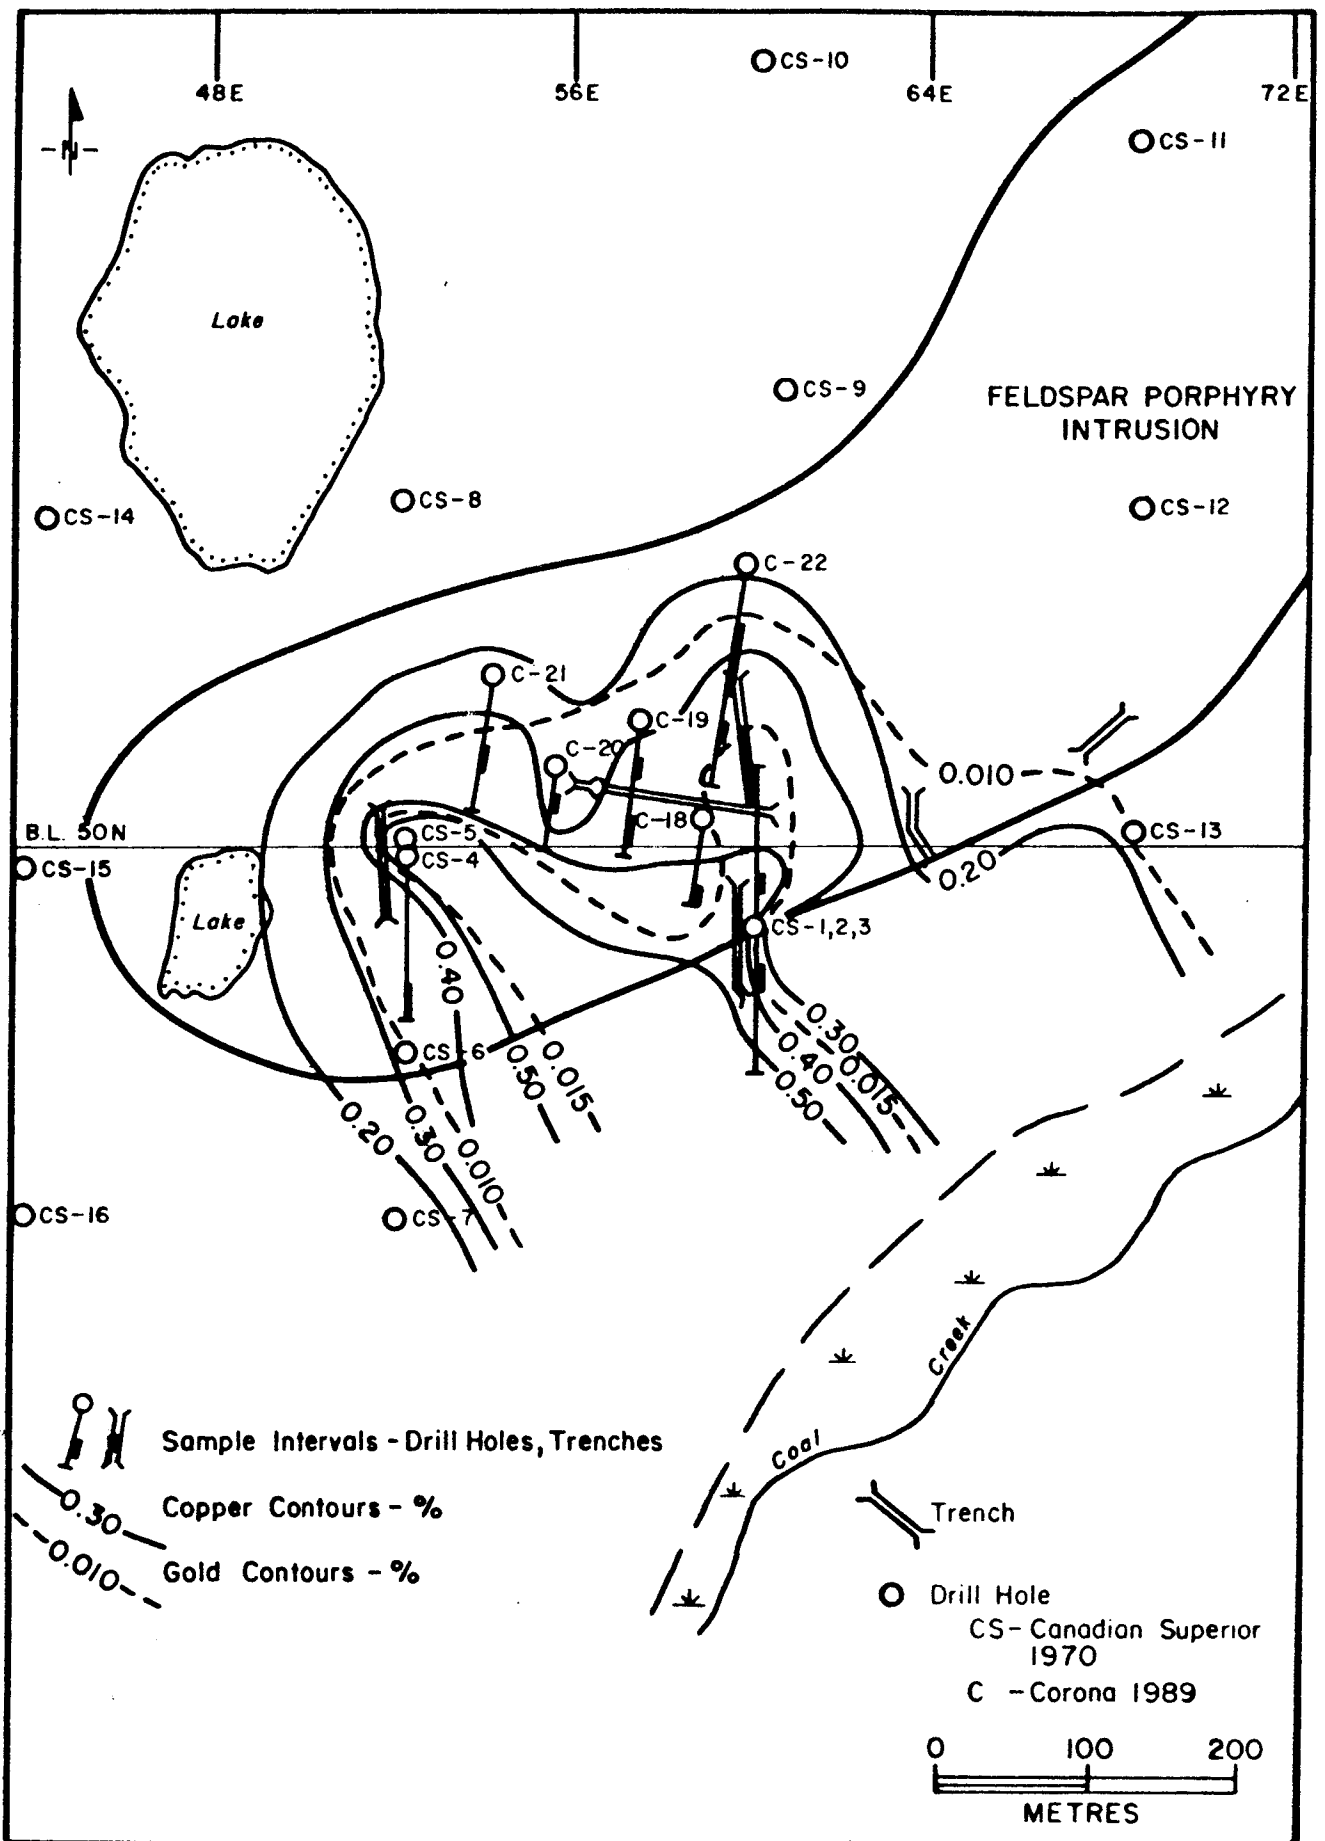 CS-10
48E
56E
64E
72E
-N-
CS-11
Lake
CS-9
FELDSPAR PORPHYRY
INTRUSION
CS-8
CS-12
CS-14
C-22
C-21
C-19
C-20
0.010
C-18
CS-13
B.L. 50N
CS-5
CS-4
CS-15
0.20
Lake
CS-1,2,3
0.40
0.30
CS-6
0.50
0.015
0.40
0.015
0.50
0.20
0.30
0.010
CS-16
CS-7
Creek
Coal
Sample Intervals - Drill Holes, Trenches
0.30
Copper Contours - %
0.010
Gold Contours - %
Trench
Drill Hole
CS- Canadian Superior
1970
C - Corona 1989
0 100 200
METRES